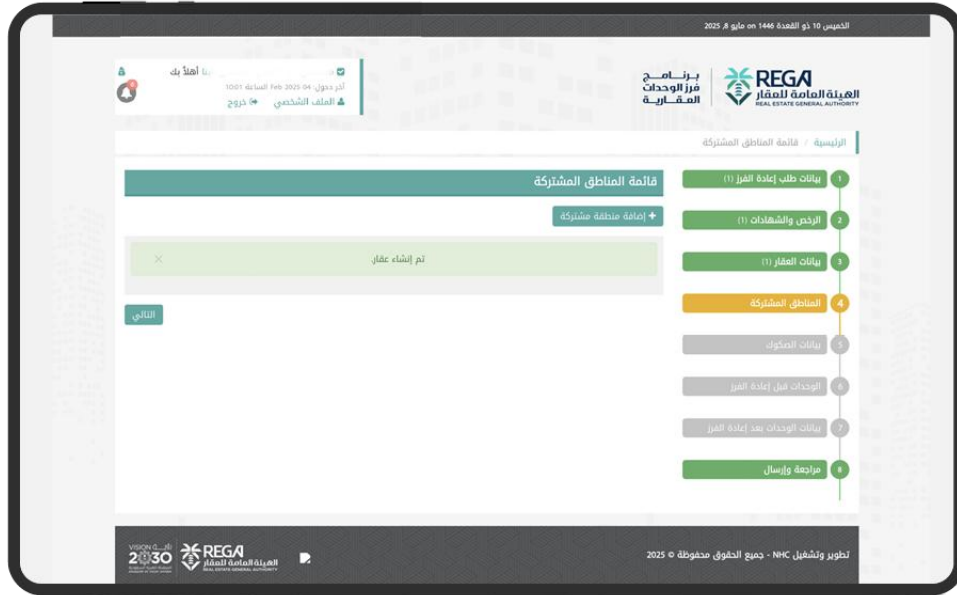 الخميس 10 ذو القعدة 1446 on مايو 8, 2025
أهلاً بك
آخر دخول: Feb 2025 04 الساعة 10:01
الملف الشخصي خروج
برنامج
فرز الوحدات
العقارية
REGA
الهيئة العامة للعقار
REAL ESTATE GENERAL AUTHORITY
الرئيسية / قائمة المناطق المشتركة
1 بيانات طلب إعادة الفرز (1)
2 الرخص والشهادات (1)
3 بيانات العقار (1)
4 المناطق المشتركة
5 بيانات الصكوك
6 الوحدات قبل إعادة الفرز
7 بيانات الوحدات بعد إعادة الفرز
8 مراجعة وإرسال
قائمة المناطق المشتركة
+ إضافة منطقة مشتركة
تم إنشاء عقار.
التالي
تطوير وتشغيل NHC - جميع الحقوق محفوظة © 2025
VISION رؤية
2030
REGA
الهيئة العامة للعقار
REAL ESTATE GENERAL AUTHORITY